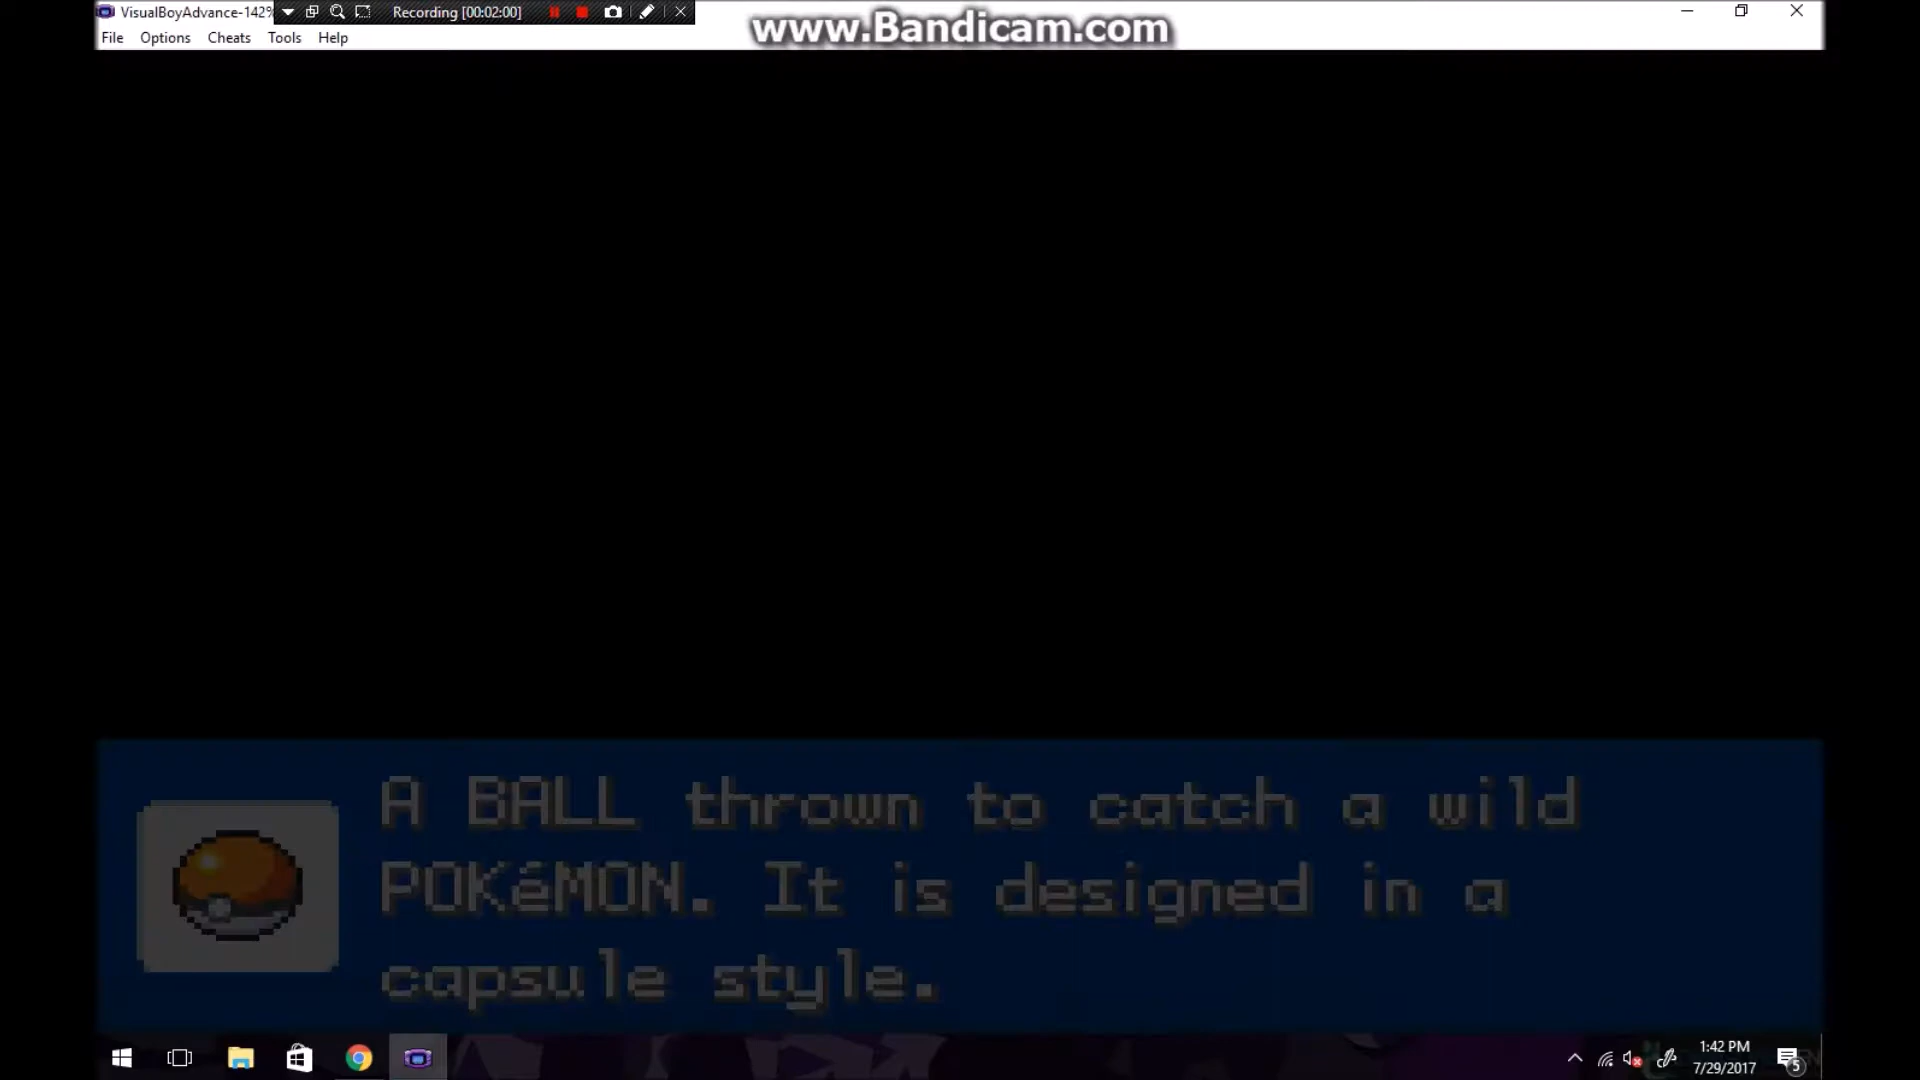 VisualBoyAdvance-142%
Recording [00:02:00]
www.Bandicam.com
File Options Cheats Tools Help
A BALL thrown to catch a wild
POKéMON. It is designed in a
capsule style.
1:42 PM
7/29/2017
5